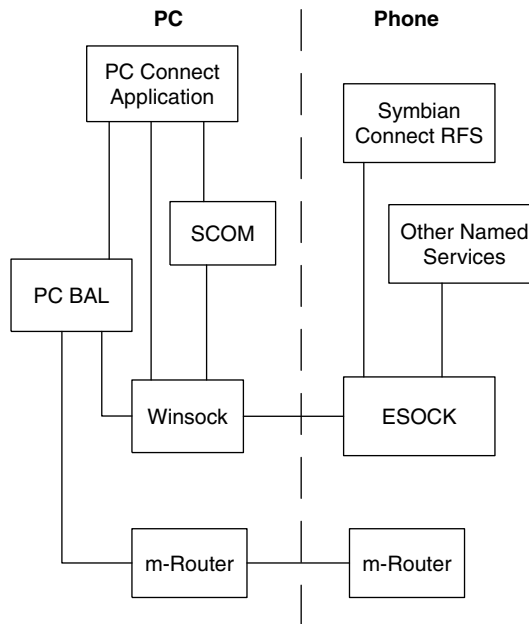 PC
Phone
PC Connect
Application
Symbian
Connect RFS
SCOM
Other Named
Services
PC BAL
Winsock
ESOCK
m-Router
m-Router